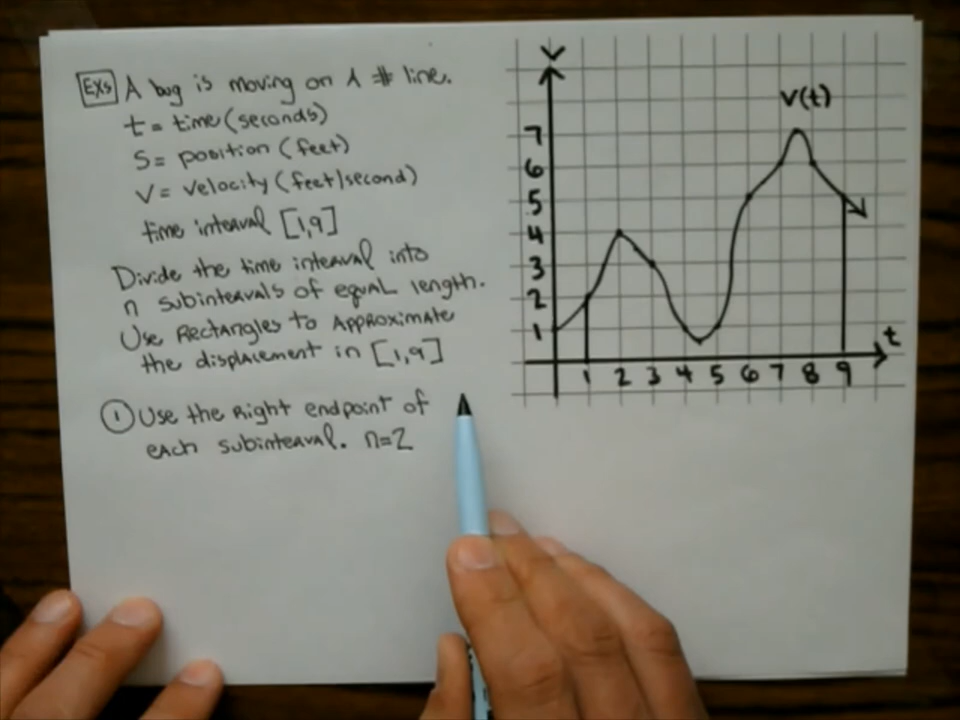 EXs A bug is moving on A # line.
t = time (seconds)
S = position (feet)
V = Velocity (feet/second)
time interval [1,9]
Divide the time interval into
n subintervals of equal length.
Use Rectangles to Approximate
the displacement in [1,9]
① Use the Right endpoint of
each subinterval. n=2
V
V(t)
7
6
5
4
3
2
1
t
1 2 3 4 5 6 7 8 9